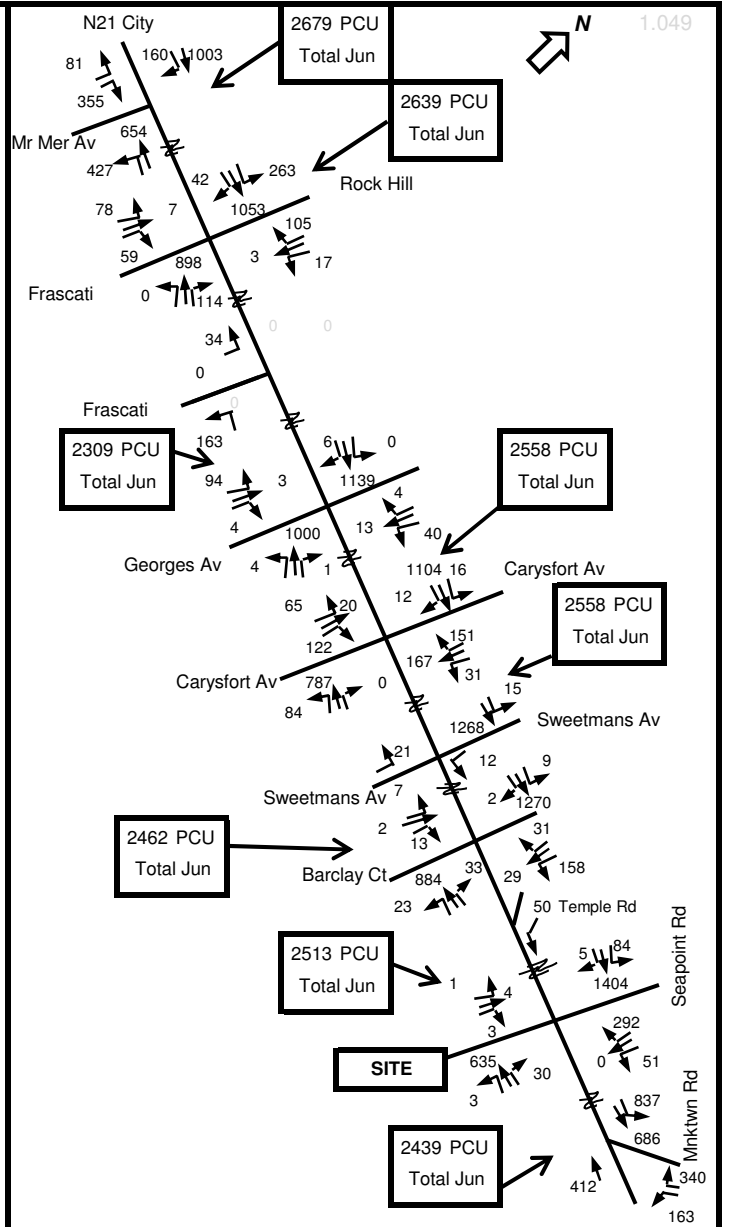 N21 City
2679 PCU
Total Jun
N
1.049
81
160
1003
355
2639 PCU
Total Jun
Mr Mer Av
654
427
42
263
Rock Hill
78
7
1053
105
59
898
3
17
Frascati
0
114
0
0
34
0
Frascati
0
163
2309 PCU
Total Jun
6
0
2558 PCU
Total Jun
94
3
1139
4
4
1000
13
40
Georges Av
4
1
1104
16
Carysfort Av
65
20
12
2558 PCU
Total Jun
122
151
167
31
Carysfort Av
787
0
84
15
1268
Sweetmans Av
21
12
9
Sweetmans Av
7
2
1270
2
13
31
2462 PCU
Total Jun
Barclay Ct
884
33
29
158
23
50
Temple Rd
2513 PCU
Total Jun
5
84
Seapoint Rd
1
4
1404
3
292
SITE
635
30
0
51
3
837
Mnktwn Rd
686
2439 PCU
Total Jun
412
340
163